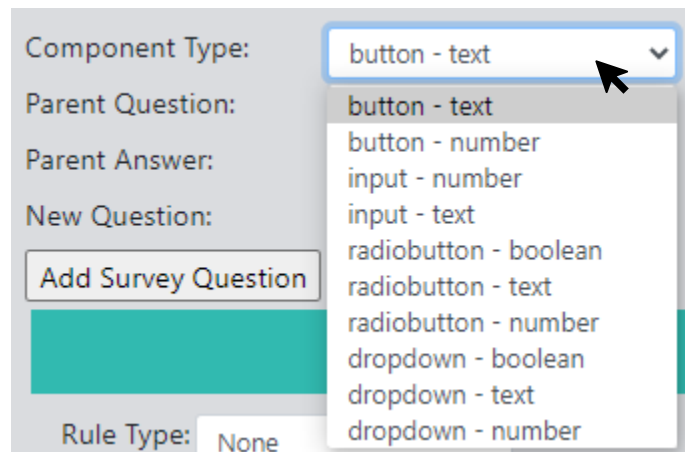 Component Type: button - text
Parent Question: button - text
button - number
Parent Answer: input - number
New Question: input - text
radiobutton - boolean
Add Survey Question radiobutton - text
radiobutton - number
dropdown - boolean
dropdown - text
Rule Type: None dropdown - number